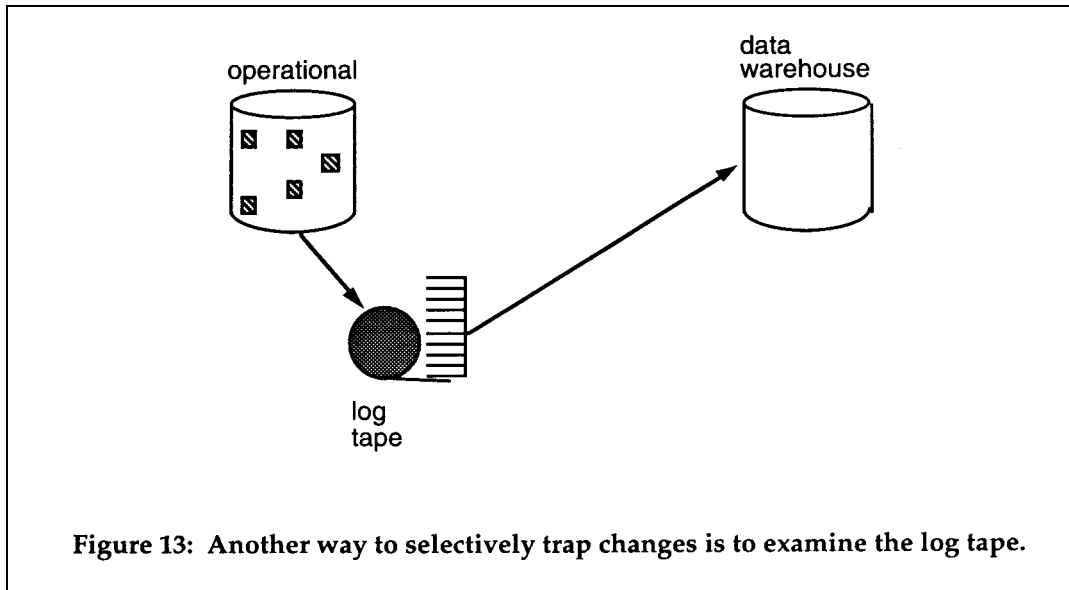 operational
data
warehouse
log
tape
Figure 13: Another way to selectively trap changes is to examine the log tape.